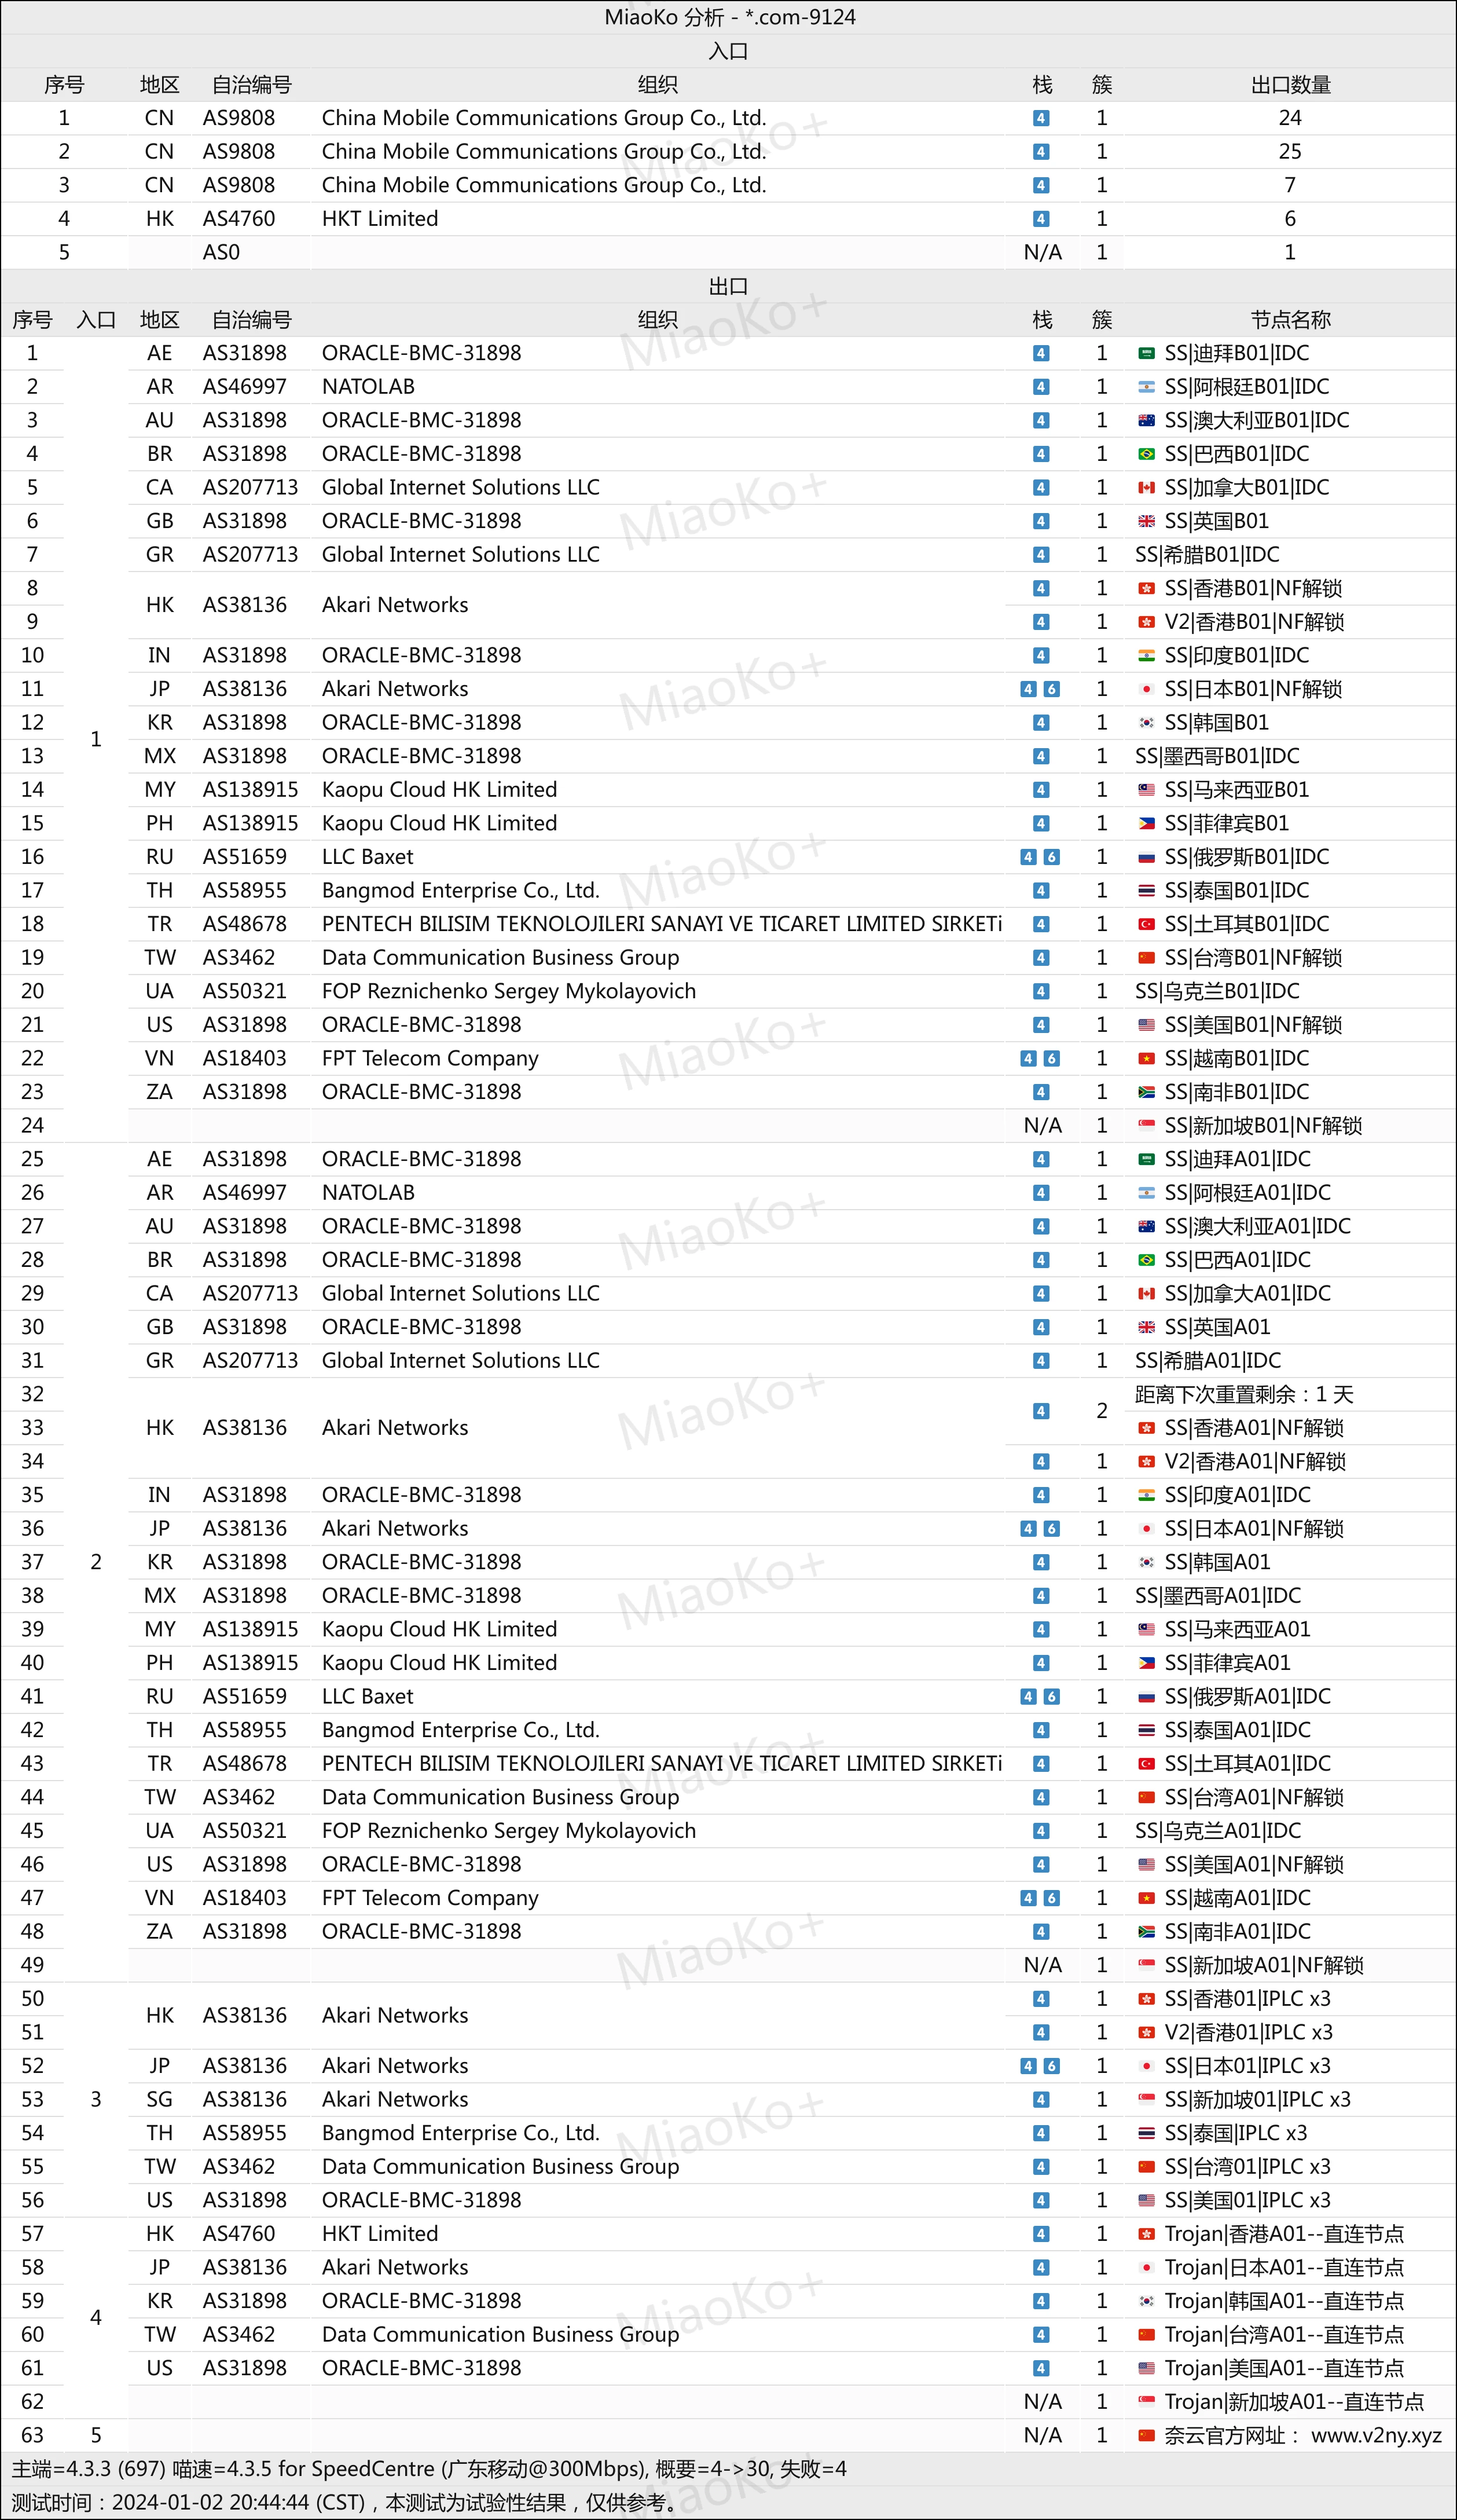 MiaoKo 分析 - *.com-9124
入口
序号 地区 自治编号 组织 栈 簇 出口数量
1 CN AS9808 China Mobile Communications Group Co., Ltd. 4 1 24
2 CN AS9808 China Mobile Communications Group Co., Ltd. 4 1 25
3 CN AS9808 China Mobile Communications Group Co., Ltd. 4 1 7
4 HK AS4760 HKT Limited 4 1 6
5 AS0 N/A 1 1
出口
序号 入口 地区 自治编号 组织 栈 簇 节点名称
1 AE AS31898 ORACLE-BMC-31898 4 1 SS|迪拜B01|IDC
2 AR AS46997 NATOLAB 4 1 SS|阿根廷B01|IDC
3 AU AS31898 ORACLE-BMC-31898 4 1 SS|澳大利亚B01|IDC
4 BR AS31898 ORACLE-BMC-31898 4 1 SS|巴西B01|IDC
5 CA AS207713 Global Internet Solutions LLC 4 1 SS|加拿大B01|IDC
6 GB AS31898 ORACLE-BMC-31898 4 1 SS|英国B01
7 GR AS207713 Global Internet Solutions LLC 4 1 SS|希腊B01|IDC
8 HK AS38136 Akari Networks 4 1 SS|香港B01|NF解锁
9 4 1 V2|香港B01|NF解锁
10 IN AS31898 ORACLE-BMC-31898 4 1 SS|印度B01|IDC
11 JP AS38136 Akari Networks 4 6 1 SS|日本B01|NF解锁
12 1 KR AS31898 ORACLE-BMC-31898 4 1 SS|韩国B01
13 MX AS31898 ORACLE-BMC-31898 4 1 SS|墨西哥B01|IDC
14 MY AS138915 Kaopu Cloud HK Limited 4 1 SS|马来西亚B01
15 PH AS138915 Kaopu Cloud HK Limited 4 1 SS|菲律宾B01
16 RU AS51659 LLC Baxet 4 6 1 SS|俄罗斯B01|IDC
17 TH AS58955 Bangmod Enterprise Co., Ltd. 4 1 SS|泰国B01|IDC
18 TR AS48678 PENTECH BILISIM TEKNOLOJILERI SANAYI VE TICARET LIMITED SIRKETi 4 1 SS|土耳其B01|IDC
19 TW AS3462 Data Communication Business Group 4 1 SS|台湾B01|NF解锁
20 UA AS50321 FOP Reznichenko Sergey Mykolayovich 4 1 SS|乌克兰B01|IDC
21 US AS31898 ORACLE-BMC-31898 4 1 SS|美国B01|NF解锁
22 VN AS18403 FPT Telecom Company 4 6 1 SS|越南B01|IDC
23 ZA AS31898 ORACLE-BMC-31898 4 1 SS|南非B01|IDC
24 N/A 1 SS|新加坡B01|NF解锁
25 AE AS31898 ORACLE-BMC-31898 4 1 SS|迪拜A01|IDC
26 AR AS46997 NATOLAB 4 1 SS|阿根廷A01|IDC
27 AU AS31898 ORACLE-BMC-31898 4 1 SS|澳大利亚A01|IDC
28 BR AS31898 ORACLE-BMC-31898 4 1 SS|巴西A01|IDC
29 CA AS207713 Global Internet Solutions LLC 4 1 SS|加拿大A01|IDC
30 GB AS31898 ORACLE-BMC-31898 4 1 SS|英国A01
31 GR AS207713 Global Internet Solutions LLC 4 1 SS|希腊A01|IDC
32 4 2 距离下次重置剩余：1 天
33 HK AS38136 Akari Networks SS|香港A01|NF解锁
34 4 1 V2|香港A01|NF解锁
35 IN AS31898 ORACLE-BMC-31898 4 1 SS|印度A01|IDC
36 JP AS38136 Akari Networks 4 6 1 SS|日本A01|NF解锁
37 2 KR AS31898 ORACLE-BMC-31898 4 1 SS|韩国A01
38 MX AS31898 ORACLE-BMC-31898 4 1 SS|墨西哥A01|IDC
39 MY AS138915 Kaopu Cloud HK Limited 4 1 SS|马来西亚A01
40 PH AS138915 Kaopu Cloud HK Limited 4 1 SS|菲律宾A01
41 RU AS51659 LLC Baxet 4 6 1 SS|俄罗斯A01|IDC
42 TH AS58955 Bangmod Enterprise Co., Ltd. 4 1 SS|泰国A01|IDC
43 TR AS48678 PENTECH BILISIM TEKNOLOJILERI SANAYI VE TICARET LIMITED SIRKETi 4 1 SS|土耳其A01|IDC
44 TW AS3462 Data Communication Business Group 4 1 SS|台湾A01|NF解锁
45 UA AS50321 FOP Reznichenko Sergey Mykolayovich 4 1 SS|乌克兰A01|IDC
46 US AS31898 ORACLE-BMC-31898 4 1 SS|美国A01|NF解锁
47 VN AS18403 FPT Telecom Company 4 6 1 SS|越南A01|IDC
48 ZA AS31898 ORACLE-BMC-31898 4 1 SS|南非A01|IDC
49 N/A 1 SS|新加坡A01|NF解锁
50 HK AS38136 Akari Networks 4 1 SS|香港01|IPLC x3
51 4 1 V2|香港01|IPLC x3
52 JP AS38136 Akari Networks 4 6 1 SS|日本01|IPLC x3
53 3 SG AS38136 Akari Networks 4 1 SS|新加坡01|IPLC x3
54 TH AS58955 Bangmod Enterprise Co., Ltd. 4 1 SS|泰国|IPLC x3
55 TW AS3462 Data Communication Business Group 4 1 SS|台湾01|IPLC x3
56 US AS31898 ORACLE-BMC-31898 4 1 SS|美国01|IPLC x3
57 HK AS4760 HKT Limited 4 1 Trojan|香港A01--直连节点
58 JP AS38136 Akari Networks 4 1 Trojan|日本A01--直连节点
59 4 KR AS31898 ORACLE-BMC-31898 4 1 Trojan|韩国A01--直连节点
60 TW AS3462 Data Communication Business Group 4 1 Trojan|台湾A01--直连节点
61 US AS31898 ORACLE-BMC-31898 4 1 Trojan|美国A01--直连节点
62 N/A 1 Trojan|新加坡A01--直连节点
63 5 N/A 1 奈云官方网址： www.v2ny.xyz
主端=4.3.3 (697) 喵速=4.3.5 for SpeedCentre (广东移动@300Mbps), 概要=4->30, 失败=4
测试时间：2024-01-02 20:44:44 (CST)，本测试为试验性结果，仅供参考。